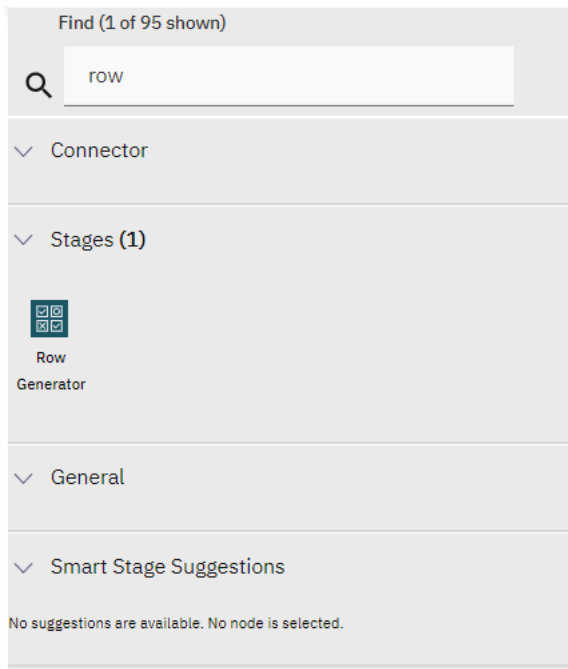 Find (1 of 95 shown)
row
Connector
Stages (1)
Row
Generator
General
Smart Stage Suggestions
No suggestions are available. No node is selected.